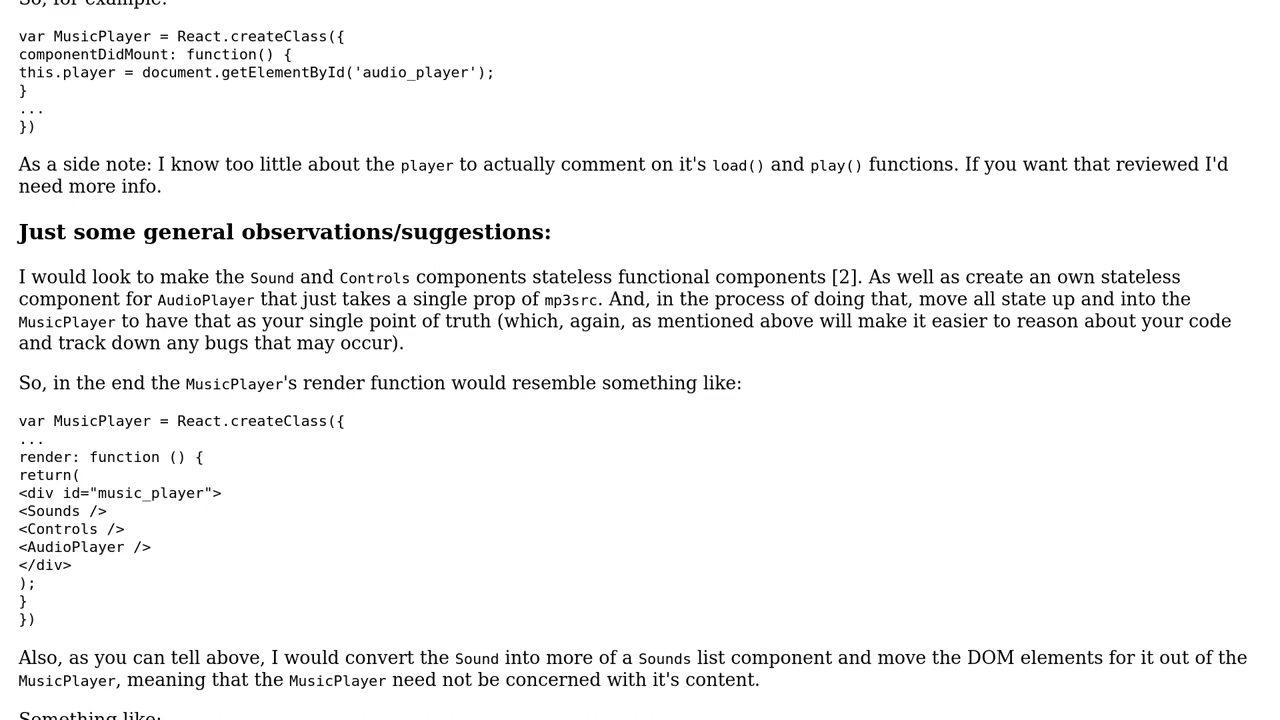 So, for example:
var MusicPlayer = React.createClass({
componentDidMount: function() {
this.player = document.getElementById('audio_player');
}
...
})
As a side note: I know too little about the player to actually comment on it's load() and play() functions. If you want that reviewed I'd
need more info.
Just some general observations/suggestions:
I would look to make the Sound and Controls components stateless functional components [2]. As well as create an own stateless
component for AudioPlayer that just takes a single prop of mp3src. And, in the process of doing that, move all state up and into the
MusicPlayer to have that as your single point of truth (which, again, as mentioned above will make it easier to reason about your code
and track down any bugs that may occur).
So, in the end the MusicPlayer's render function would resemble something like:
var MusicPlayer = React.createClass({
...
render: function () {
return(
<div id="music_player">
<Sounds />
<Controls />
<AudioPlayer />
</div>
);
}
})
Also, as you can tell above, I would convert the Sound into more of a Sounds list component and move the DOM elements for it out of the
MusicPlayer, meaning that the MusicPlayer need not be concerned with it's content.
Something like: